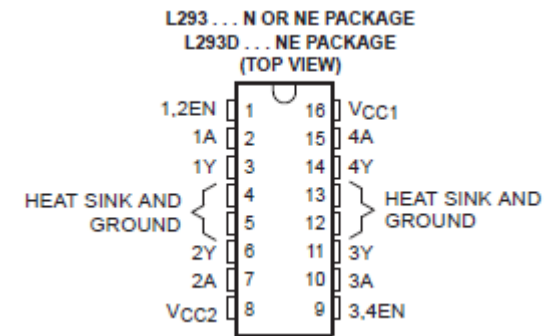 L293 . . . N OR NE PACKAGE
L293D . . . NE PACKAGE
(TOP VIEW)
1,2EN 1 16 VCC1
1A 2 15 4A
1Y 3 14 4Y
HEAT SINK AND GROUND 4 13 HEAT SINK AND GROUND
5 12
2Y 6 11 3Y
2A 7 10 3A
VCC2 8 9 3,4EN